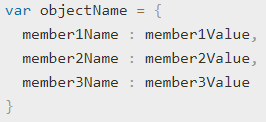 var objectName = {
  member1Name : member1Value,
  member2Name : member2Value,
  member3Name : member3Value
}